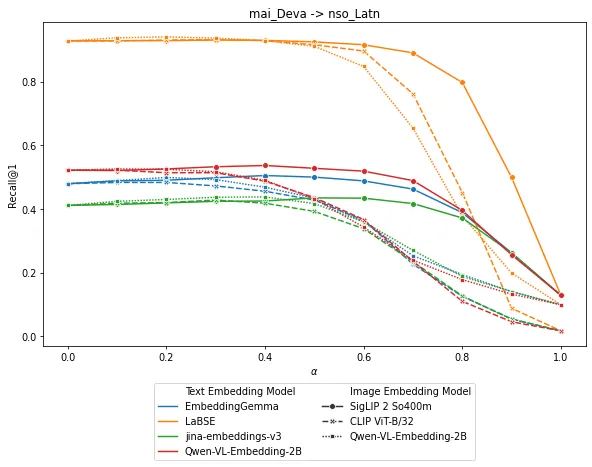 mai_Deva -> nso_Latn
Recall@1
0.8
0.6
0.4
0.2
0.0
0.0 0.2 0.4 0.6 0.8 1.0
α
Text Embedding Model Image Embedding Model
EmbeddingGemma SigLIP 2 So400m
LaBSE CLIP ViT-B/32
jina-embeddings-v3 Qwen-VL-Embedding-2B
Qwen-VL-Embedding-2B